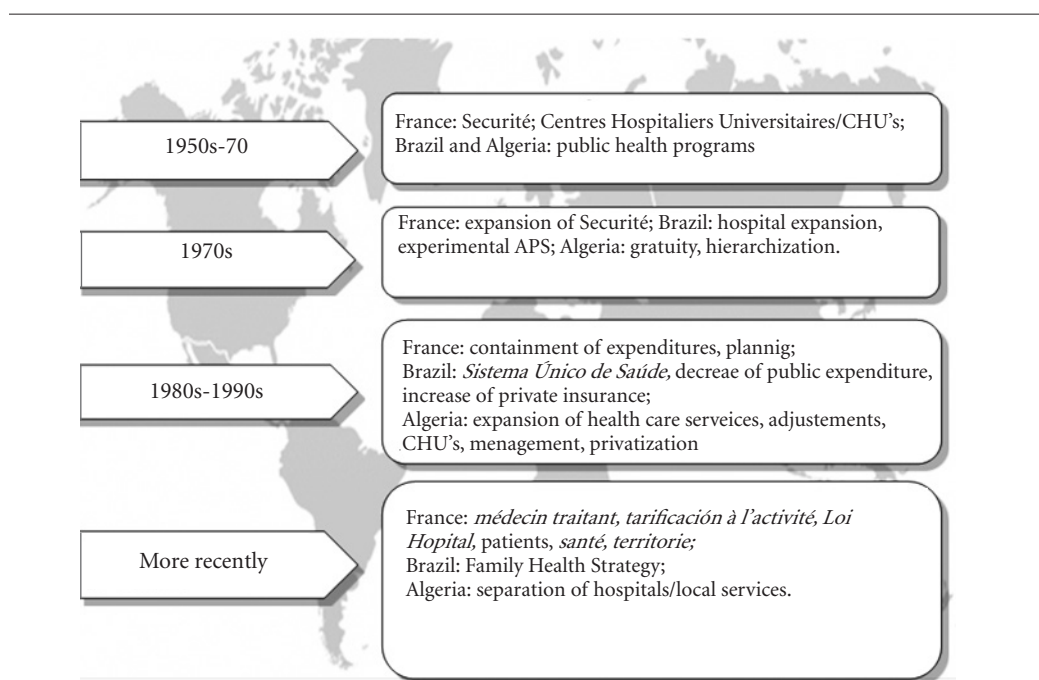 1950s-70
France: Securité; Centres Hospitaliers Universitaires/CHU's;
Brazil and Algeria: public health programs
1970s
France: expansion of Securité; Brazil: hospital expansion,
experimental APS; Algeria: gratuity, hierarchization.
1980s-1990s
France: containment of expenditures, plannig;
Brazil: Sistema Único de Saúde, decreae of public expenditure,
increase of private insurance;
Algeria: expansion of health care serveices, adjustements,
CHU's, menagement, privatization
More recently
France: médecin traitant, tarificación à l'activité, Loi
Hopital, patients, santé, territorie;
Brazil: Family Health Strategy;
Algeria: separation of hospitals/local services.